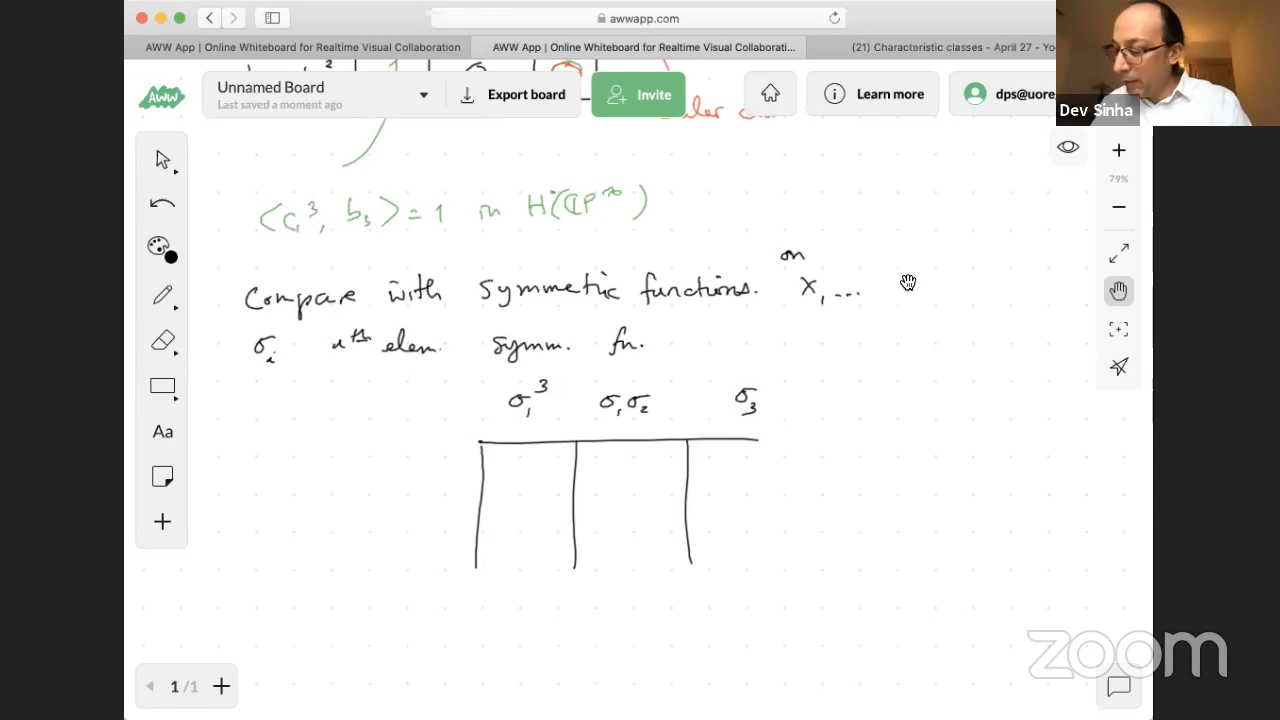 awwapp.com
AWW App | Online Whiteboard for Realtime Visual Collaboration
AWW App | Online Whiteboard for Realtime Visual Collaborati...
(21) Characteristic classes - April 27 - Yo
Dev Sinha
AWW
Unnamed Board
Last saved a moment ago
Export board
Invite
Learn more
dps@uore
79%
⟨c₁³, b₃⟩ = 1 in H*(ℂP^∞)
on
Compare with symmetric functions. x₁ ...
σᵢ iᵗʰ elem. symm. fn.
σ₁³ σ₁σ₂ σ₃
Aa
1 /1
zoom